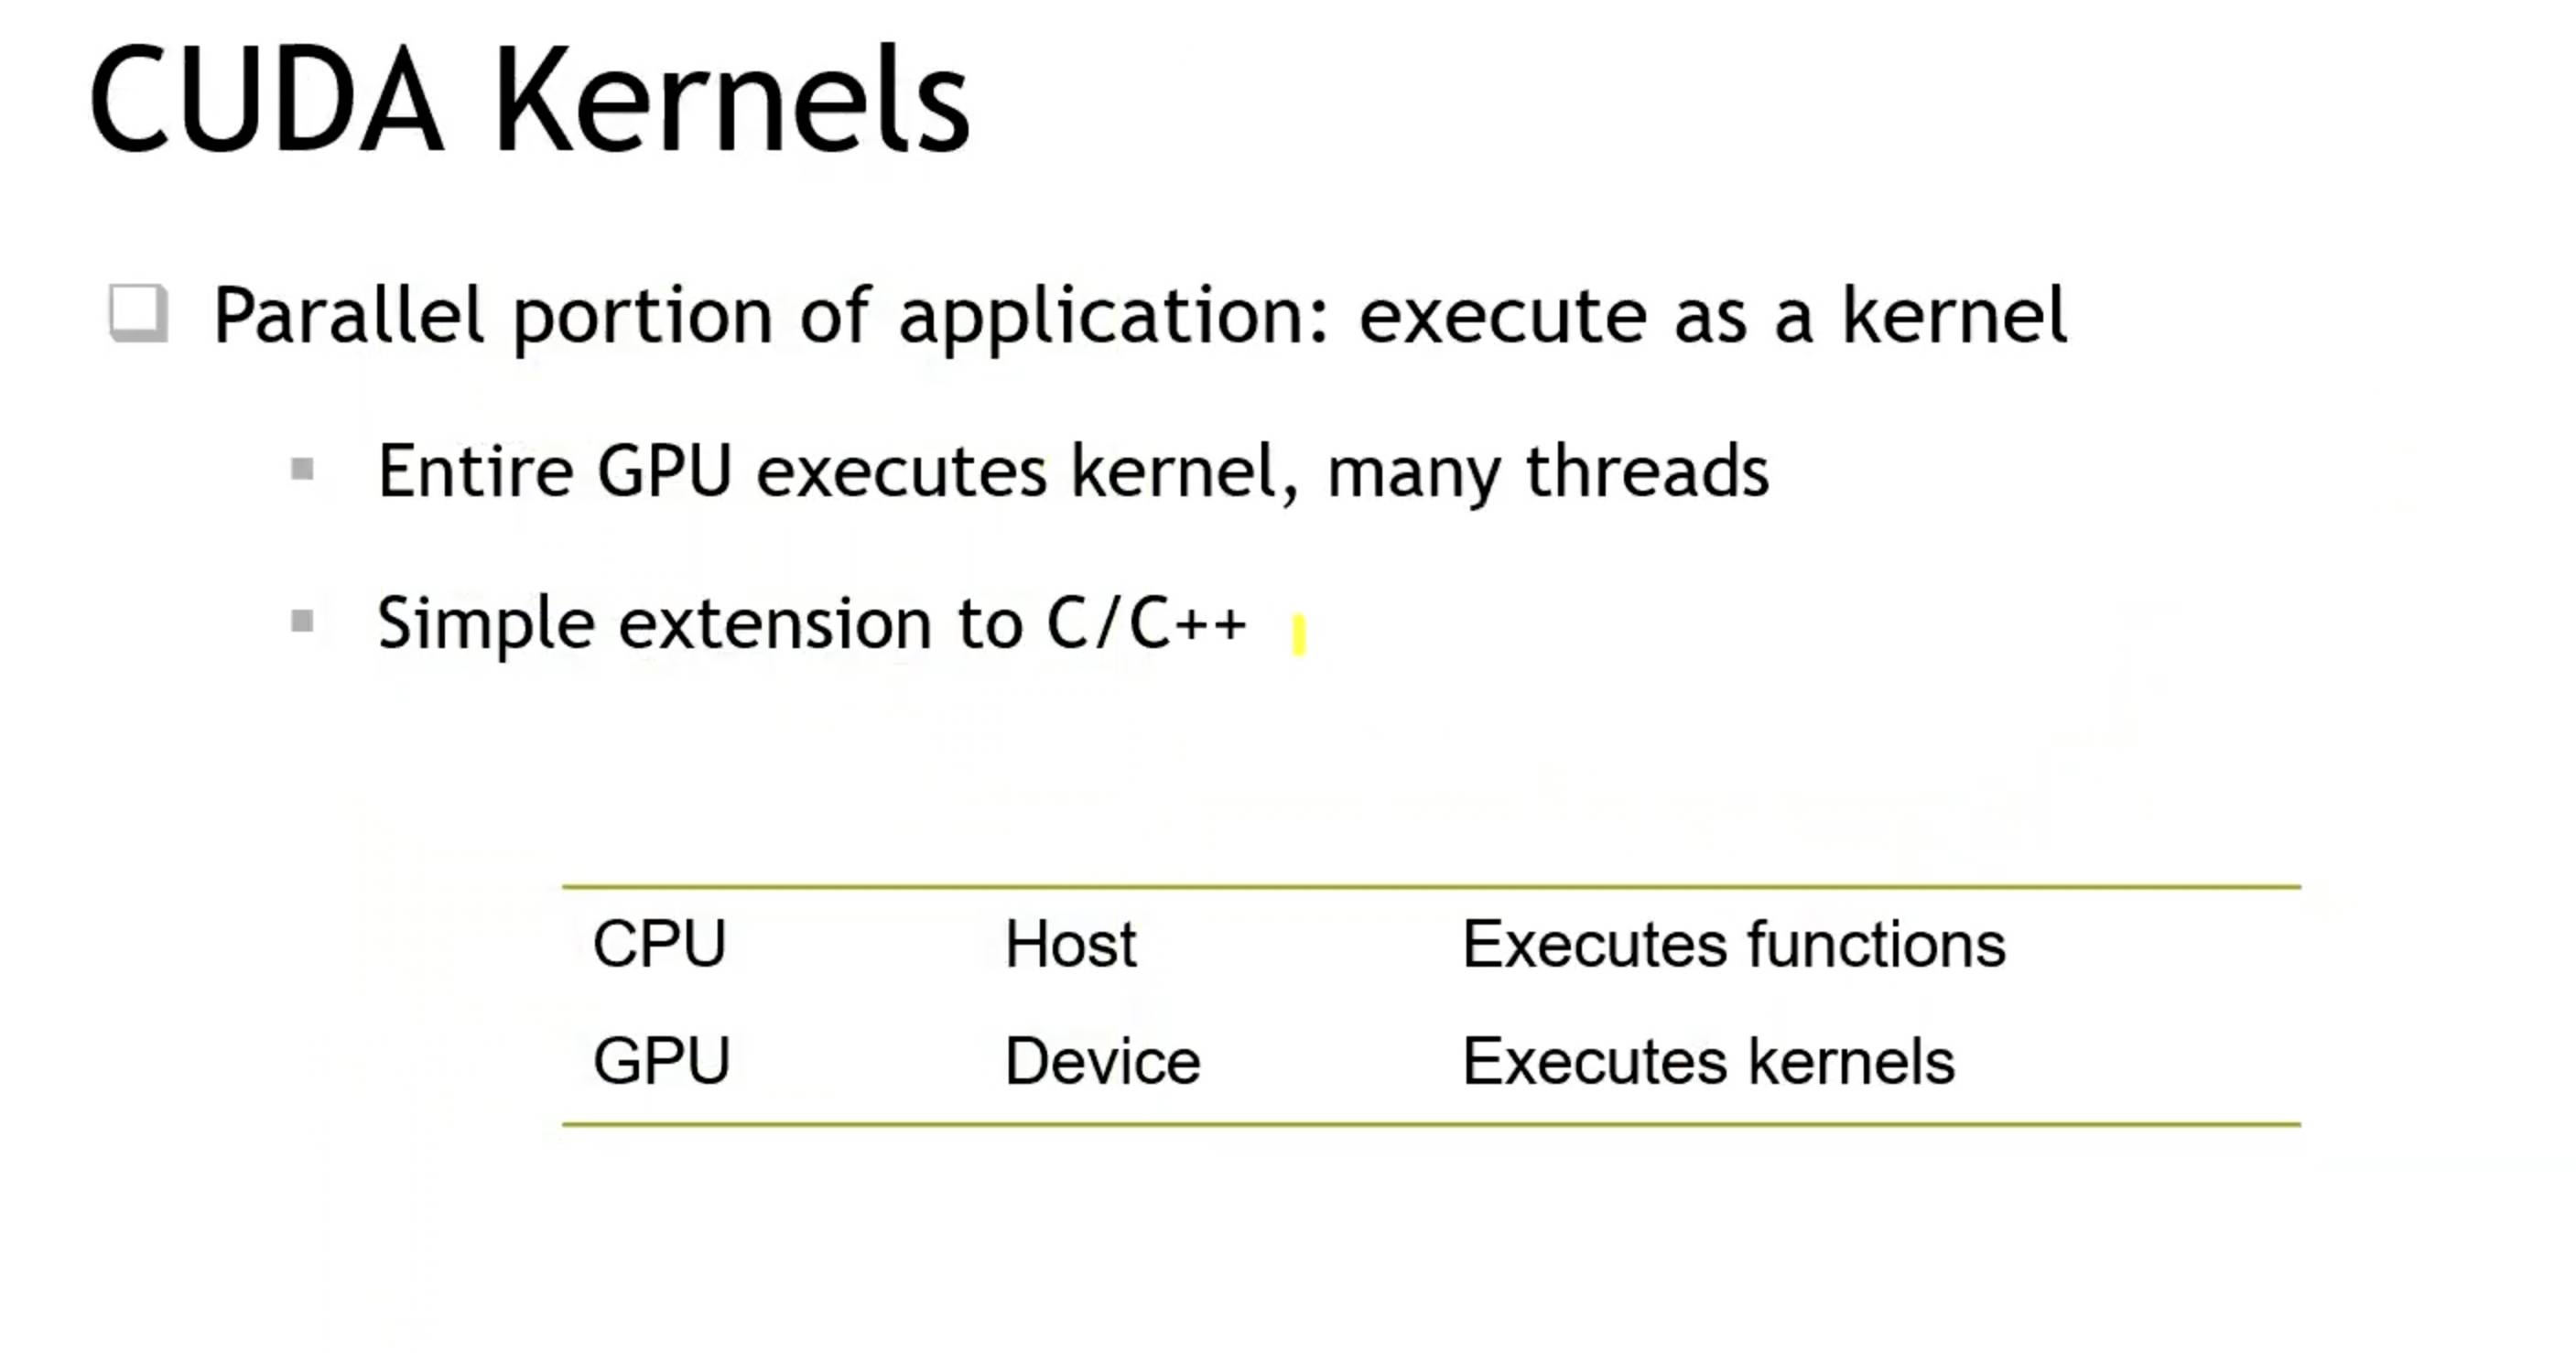 CUDA Kernels
Parallel portion of application: execute as a kernel
Entire GPU executes kernel, many threads
Simple extension to C/C++
CPU Host Executes functions
GPU Device Executes kernels